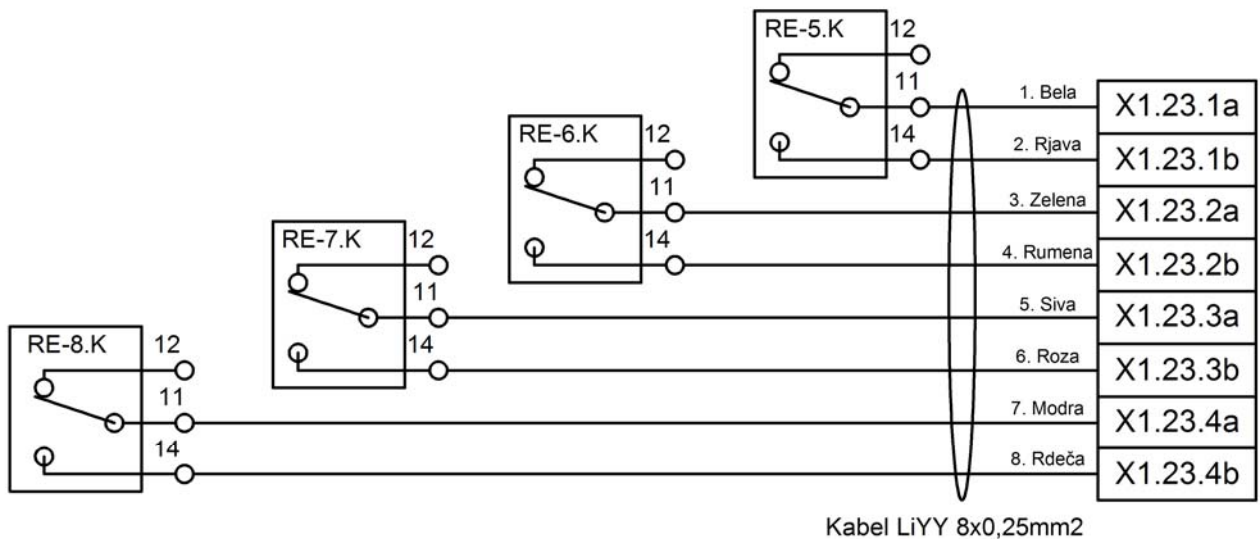 RE-5.K
12
11
14
1. Bela
X1.23.1a
2. Rjava
X1.23.1b
RE-6.K
12
11
14
3. Zelena
X1.23.2a
4. Rumena
X1.23.2b
RE-7.K
12
11
14
5. Siva
X1.23.3a
6. Roza
X1.23.3b
RE-8.K
12
11
14
7. Modra
X1.23.4a
8. Rdeča
X1.23.4b
Kabel LiYY 8x0,25mm2